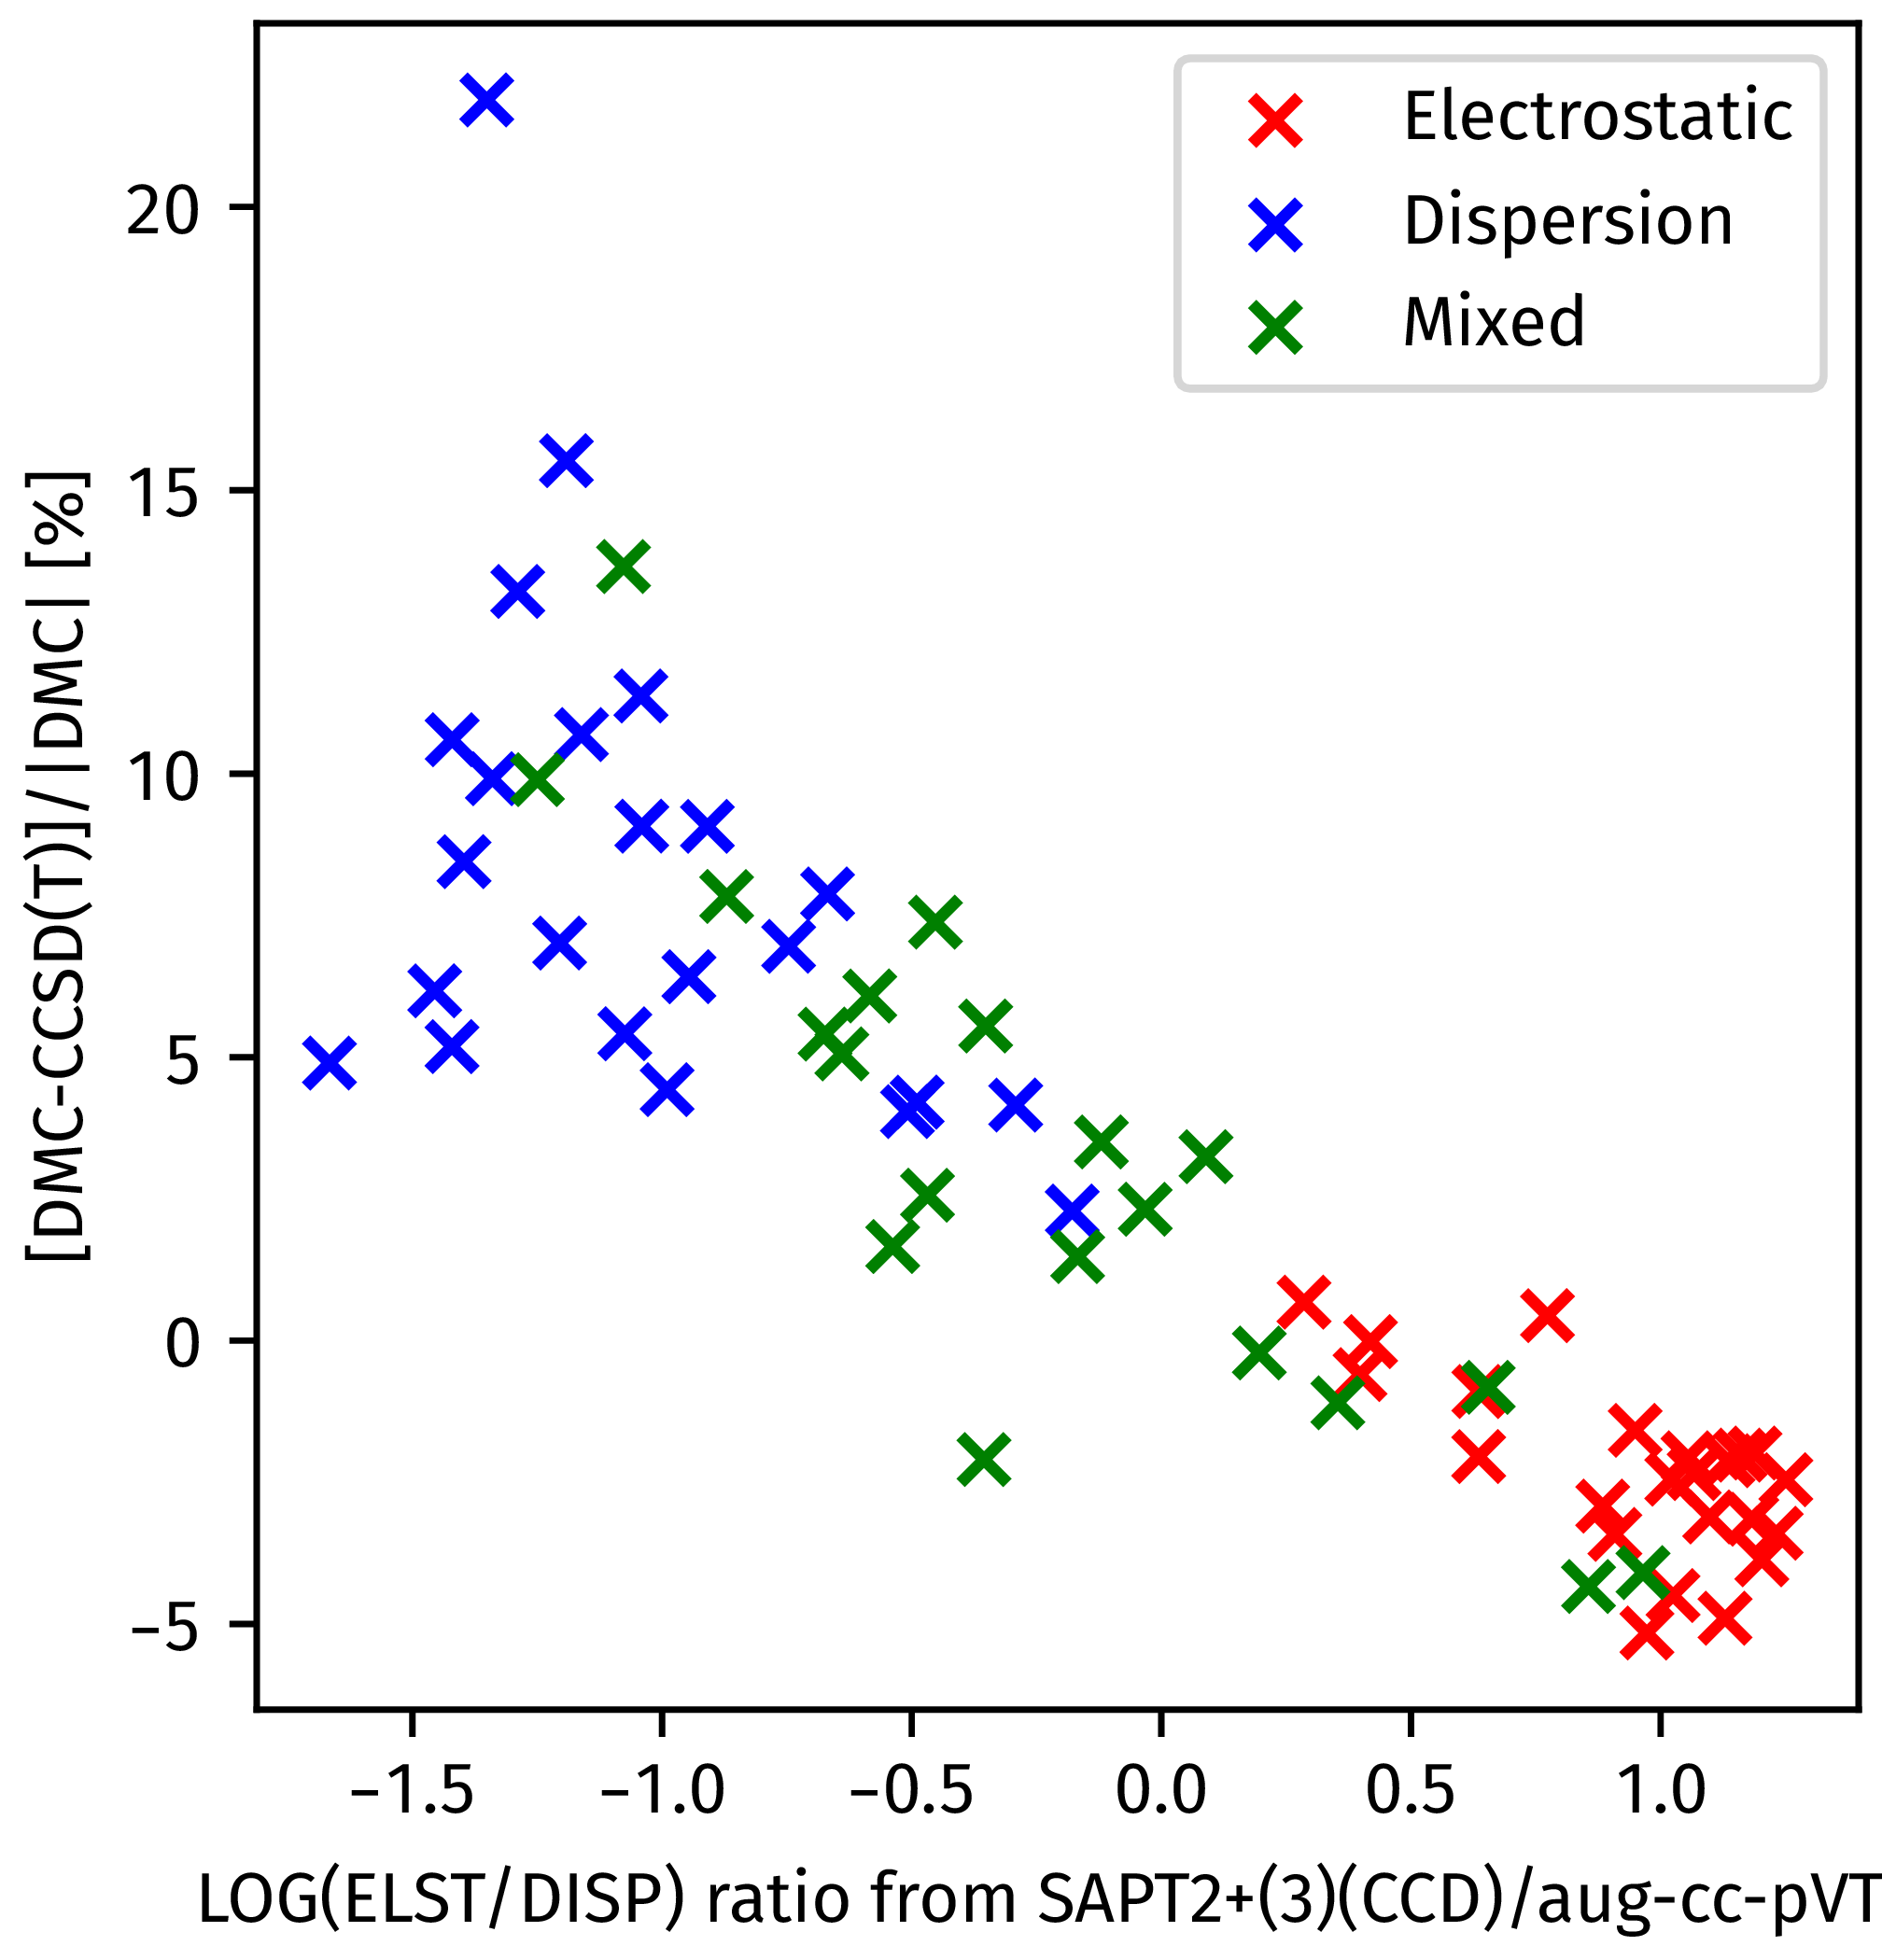 Electrostatic
Dispersion
Mixed
20
15
10
5
0
−5
[DMC-CCSD(T)]/|DMC| [%]
−1.5
−1.0
−0.5
0.0
0.5
1.0
LOG(ELST/DISP) ratio from SAPT2+(3)(CCD)/aug-cc-pVT